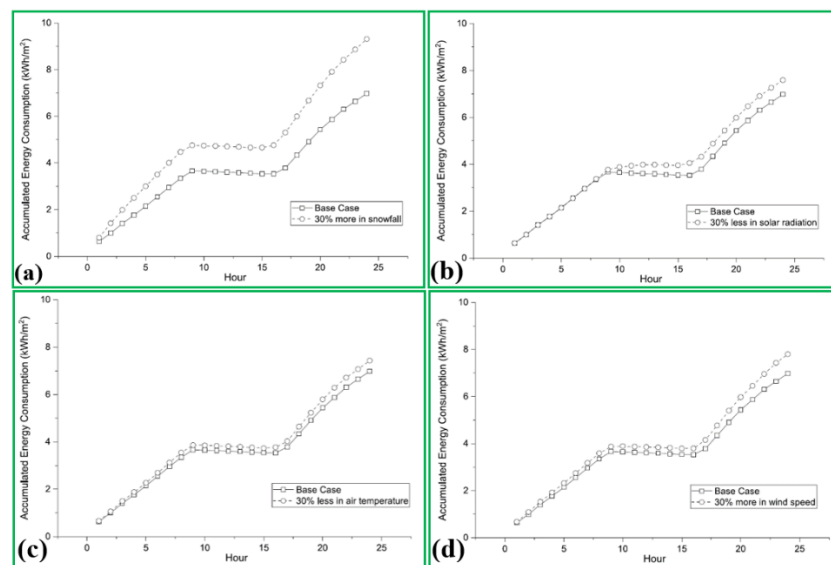 10
8
6
4
2
0
Accumulated Energy Consumption (kWh/m²)
Base Case
30% more in snowfall
0 5 10 15 20 25
Hour
(a)
10
8
6
4
2
0
Accumulated Energy Consumption (kWh/m²)
Base Case
30% less in solar radiation
0 5 10 15 20 25
Hour
(b)
10
8
6
4
2
0
Accumulated Energy Consumption (kWh/m²)
Base Case
30% less in air temperature
0 5 10 15 20 25
Hour
(c)
10
8
6
4
2
0
Accumulated Energy Consumption (kWh/m²)
Base Case
30% more in wind speed
0 5 10 15 20 25
Hour
(d)